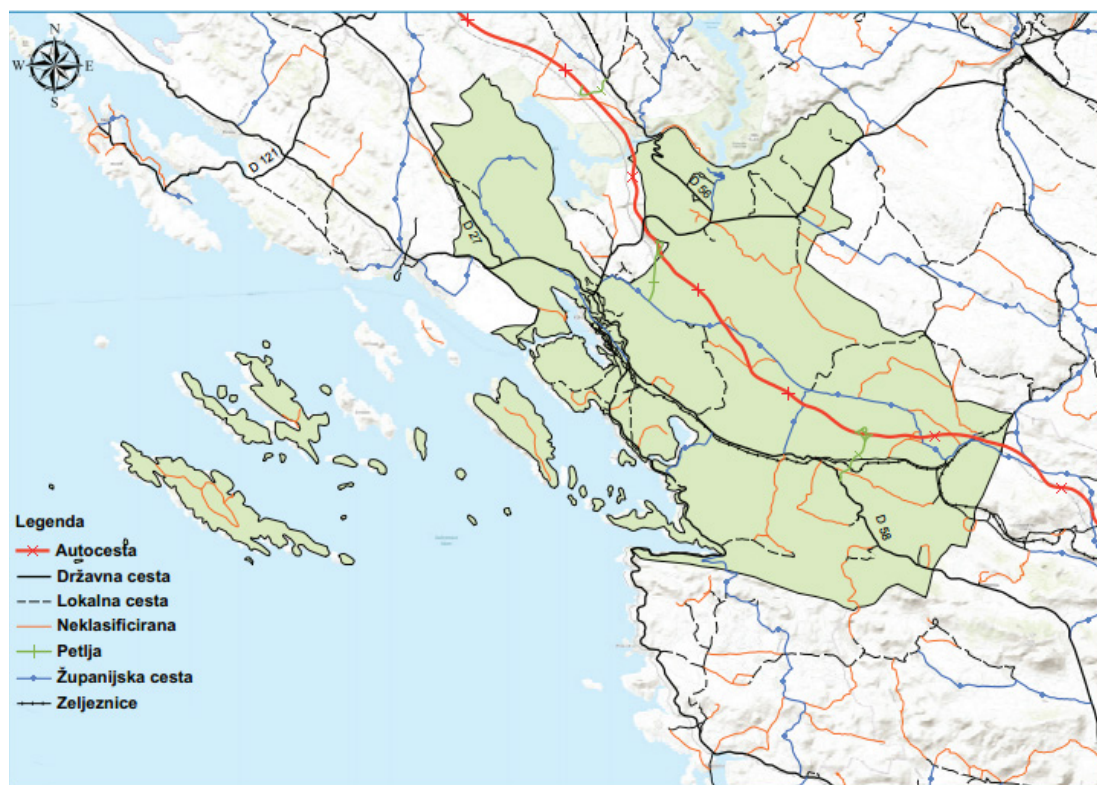 N
W E
S
D 121
D 56
D 27
D 58
Legenda
Autocesta
Državna cesta
Lokalna cesta
Neklasificirana
Petlja
Županijska cesta
Zeljeznice